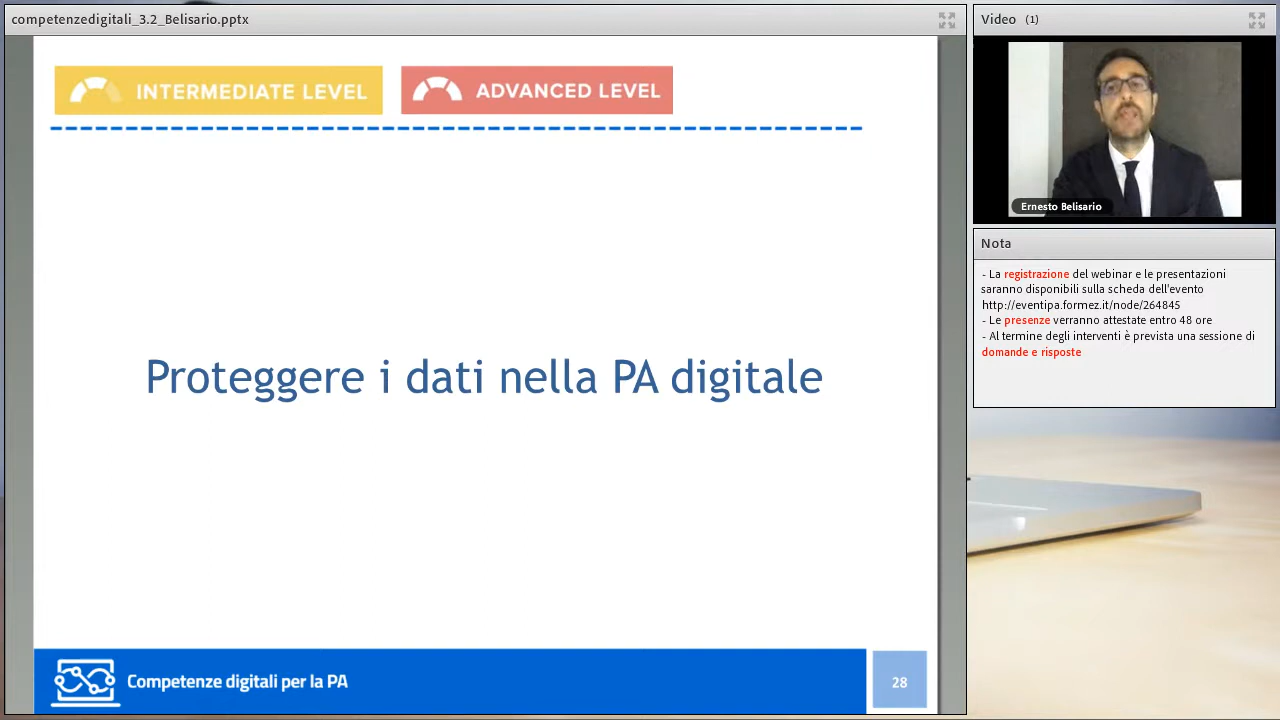 competenzedigitali_3.2_Belisario.pptx
INTERMEDIATE LEVEL
ADVANCED LEVEL
Proteggere i dati nella PA digitale
Competenze digitali per la PA
28
Video (1)
Ernesto Belisario
Nota
- La registrazione del webinar e le presentazioni
saranno disponibili sulla scheda dell'evento
http://eventipa.formez.it/node/264845
- Le presenze verranno attestate entro 48 ore
- Al termine degli interventi è prevista una sessione di
domande e risposte